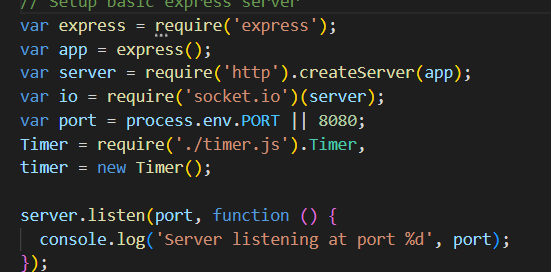 // Setup basic express server
var express = require('express');
var app = express();
var server = require('http').createServer(app);
var io = require('socket.io')(server);
var port = process.env.PORT || 8080;
Timer = require('./timer.js').Timer,
timer = new Timer();
server.listen(port, function () {
  console.log('Server listening at port %d', port);
});